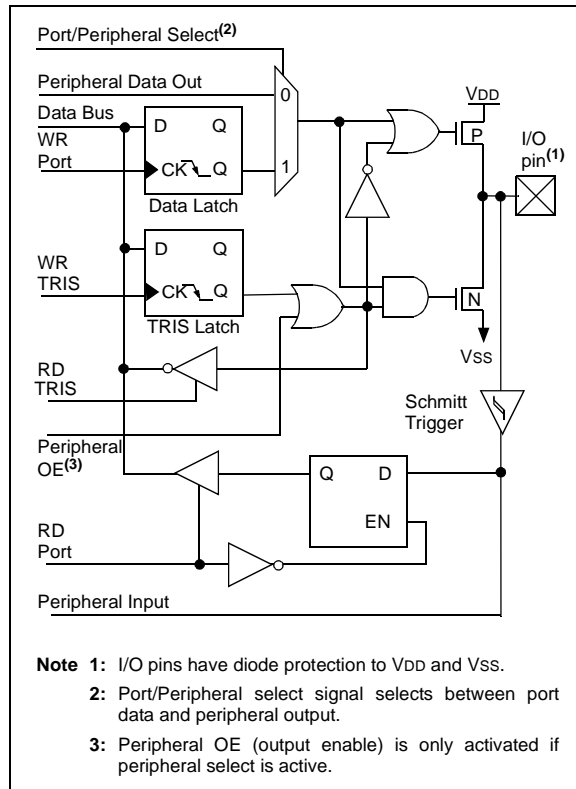 Port/Peripheral Select(2)
Peripheral Data Out
0
VDD
Data Bus
D Q
P
I/O
pin(1)
WR
Port
CK Q
1
Data Latch
D Q
WR
TRIS
CK Q
N
TRIS Latch
VSS
RD
TRIS
Schmitt
Trigger
Peripheral
OE(3)
Q D
EN
RD
Port
Peripheral Input
Note 1: I/O pins have diode protection to VDD and VSS.
2: Port/Peripheral select signal selects between port
data and peripheral output.
3: Peripheral OE (output enable) is only activated if
peripheral select is active.